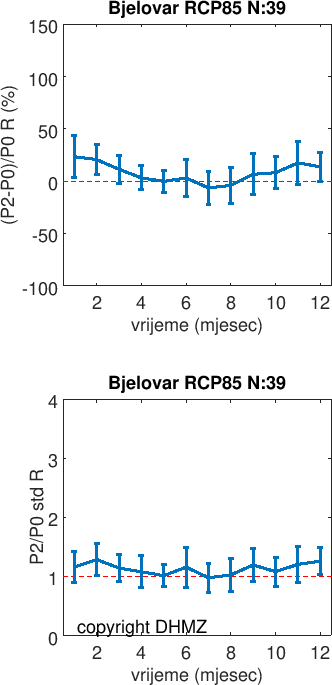 Bjelovar RCP85 N:39
150
100
50
0
-50
-100
(P2-P0)/P0 R (%)
2 4 6 8 10 12
vrijeme (mjesec)
Bjelovar RCP85 N:39
4
3
2
1
0
P2/P0 std R
copyright DHMZ
2 4 6 8 10 12
vrijeme (mjesec)